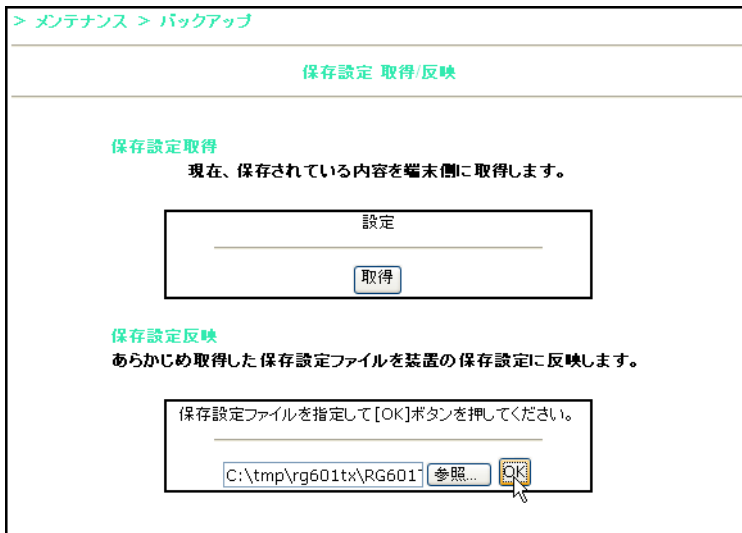 > メンテナンス > バックアップ
保存設定 取得/反映
保存設定取得
現在、保存されている内容を端末側に取得します。
設定
取得
保存設定反映
あらかじめ取得した保存設定ファイルを装置の保存設定に反映します。
保存設定ファイルを指定して[OK]ボタンを押してください。
C:\tmp\rg601tx\RG601 参照... OK